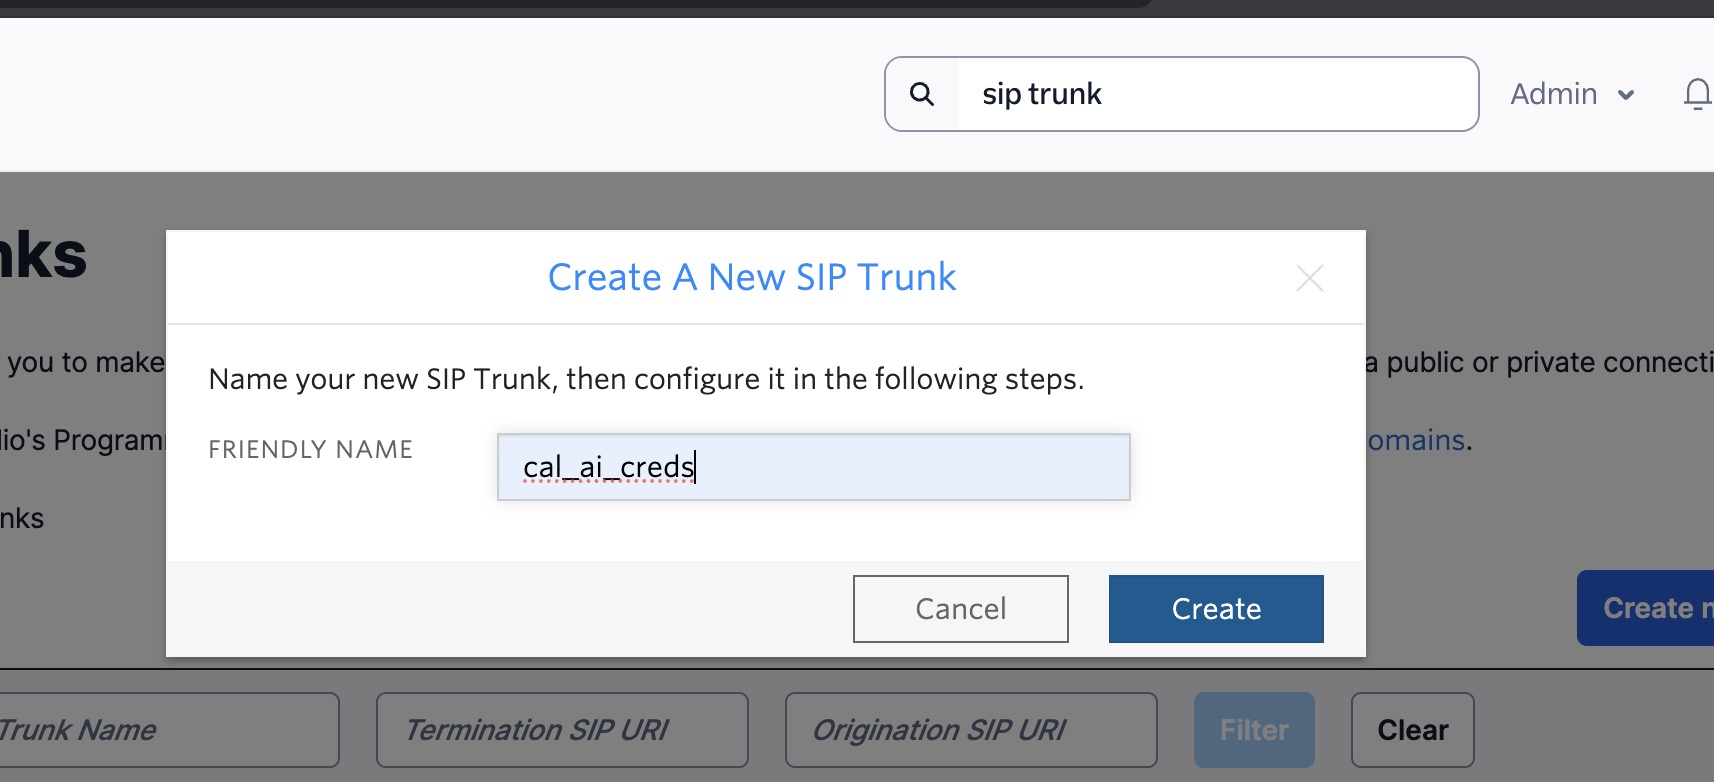 sip trunk
Admin
nks
Create A New SIP Trunk
you to make
a public or private connecti
Name your new SIP Trunk, then configure it in the following steps.
lio's Program
omains.
FRIENDLY NAME
cal_ai_creds
nks
Cancel
Create
Create n
Trunk Name
Termination SIP URI
Origination SIP URI
Filter
Clear